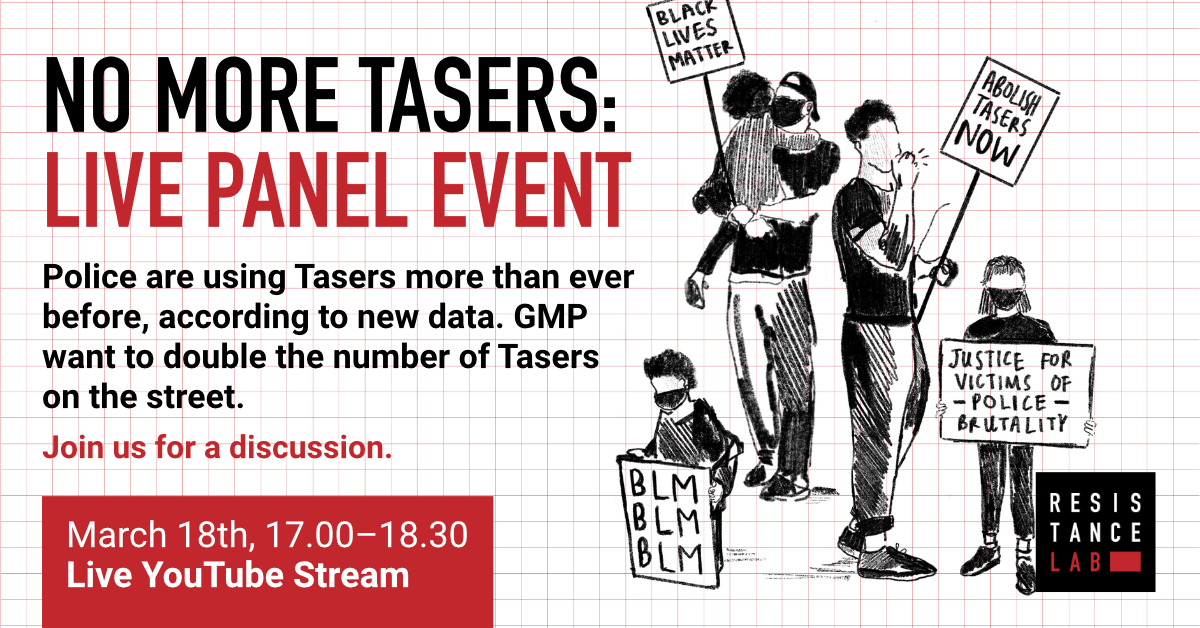 NO MORE TASERS:
LIVE PANEL EVENT
Police are using Tasers more than ever
before, according to new data. GMP
want to double the number of Tasers
on the street.
Join us for a discussion.
March 18th, 17.00–18.30
Live YouTube Stream
BLACK
LIVES
MATTER
ABOLISH
TASERS
NOW
JUSTICE FOR
VICTIMS OF
– POLICE –
BRUTALITY
BLM
BLM
BLM
RESIS
TANCE
LAB